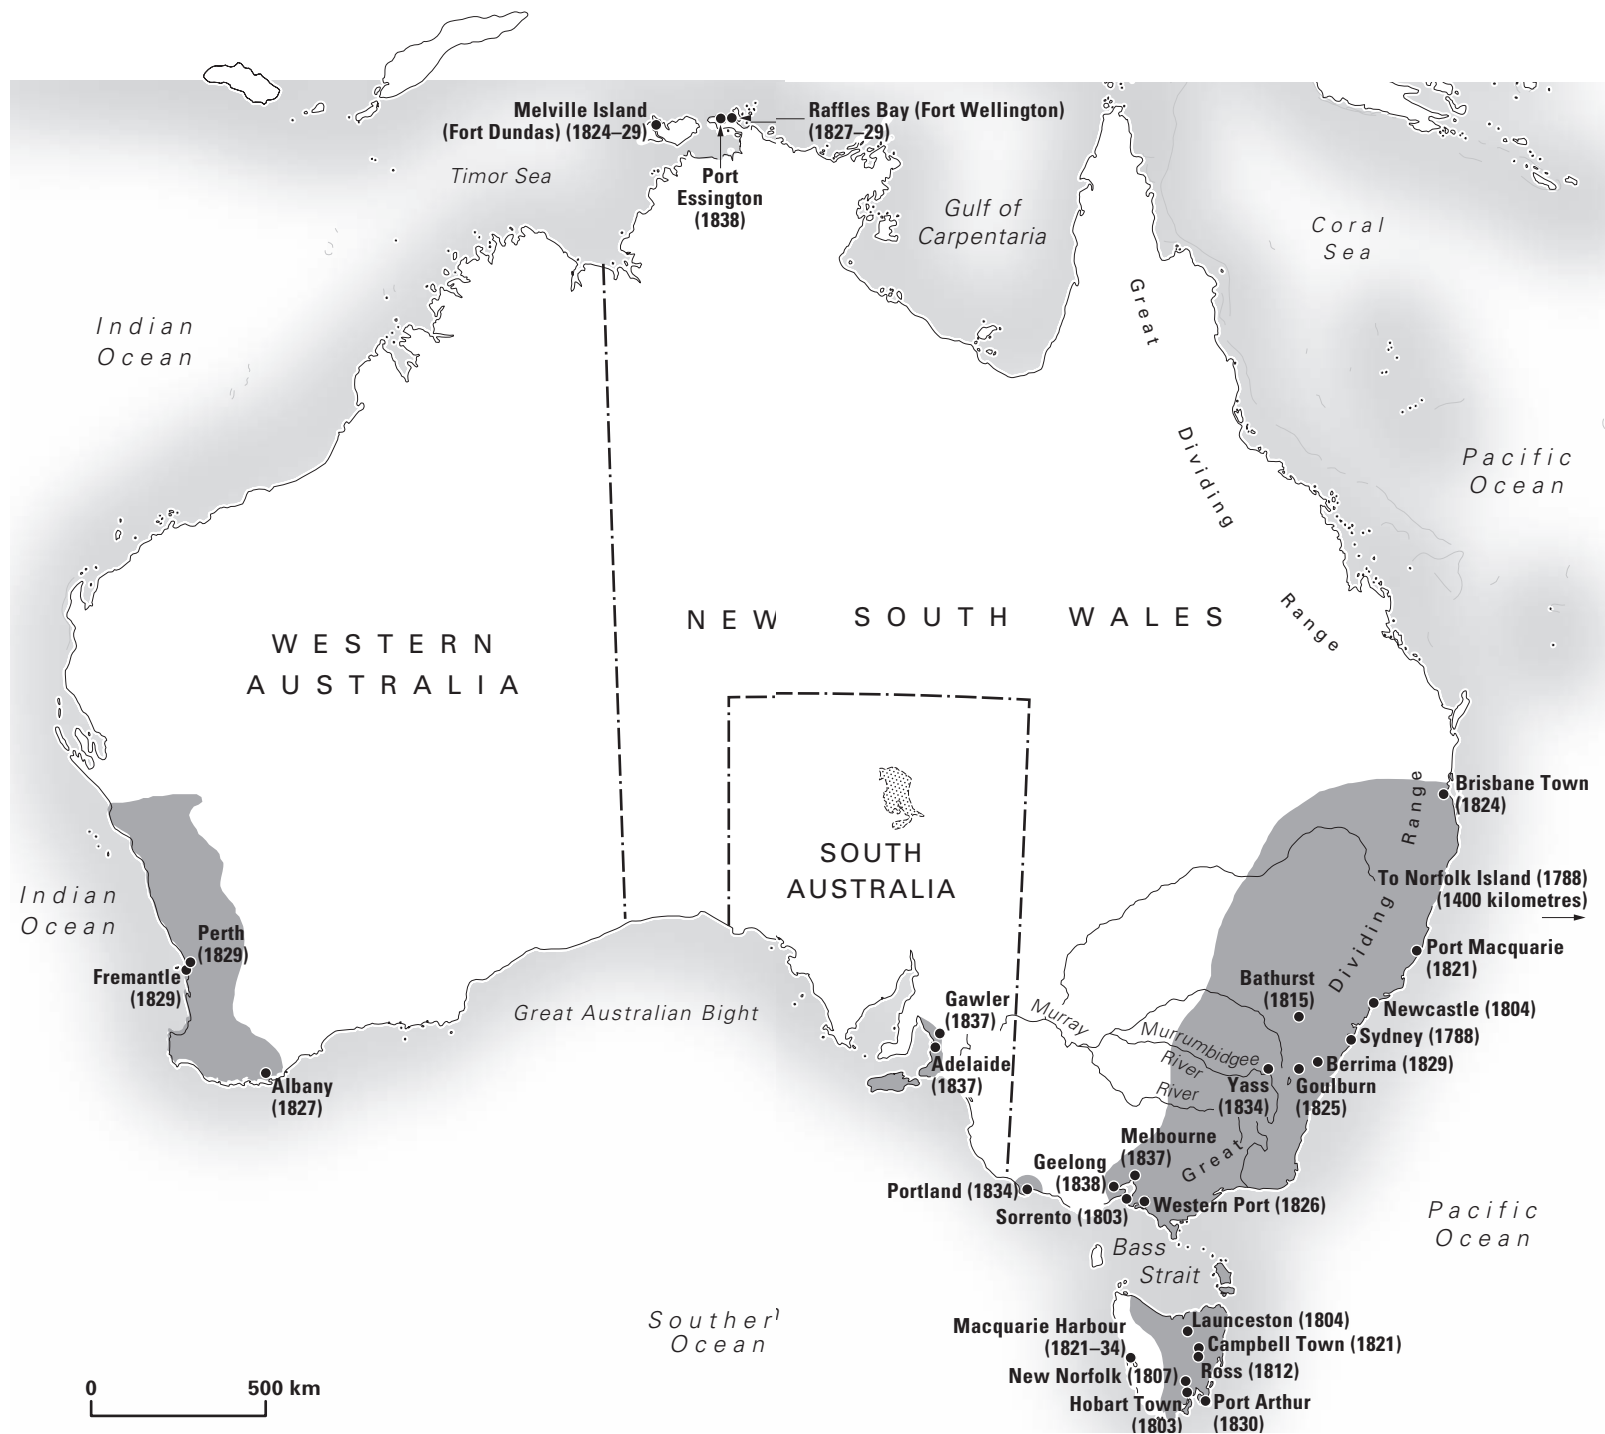 Melville Island
(Fort Dundas) (1824–29)
Raffles Bay (Fort Wellington)
(1827–29)
Port
Essington
(1838)
Timor Sea
Gulf of
Carpentaria
Coral
Sea
Indian
Ocean
Great
Dividing
Range
Pacific
Ocean
WESTERN
AUSTRALIA
NEW SOUTH WALES
SOUTH
AUSTRALIA
Brisbane Town
(1824)
Range
Dividing
Great
To Norfolk Island (1788)
(1400 kilometres)
Indian
Ocean
Perth
(1829)
Fremantle
(1829)
Albany
(1827)
Great Australian Bight
Gawler
(1837)
Adelaide
(1837)
Murray
River
Murrumbidgee
River
Port Macquarie
(1821)
Bathurst
(1815)
Newcastle (1804)
Sydney (1788)
Berrima (1829)
Yass
(1834)
Goulburn
(1825)
Melbourne
(1837)
Geelong
(1838)
Portland (1834)
Sorrento (1803)
Western Port (1826)
Pacific
Ocean
Bass
Strait
Souther
Ocean
Macquarie Harbour
(1821–34)
Launceston (1804)
Campbell Town (1821)
Ross (1812)
New Norfolk (1807)
Hobart Town
(1803)
Port Arthur
(1830)
0 500 km